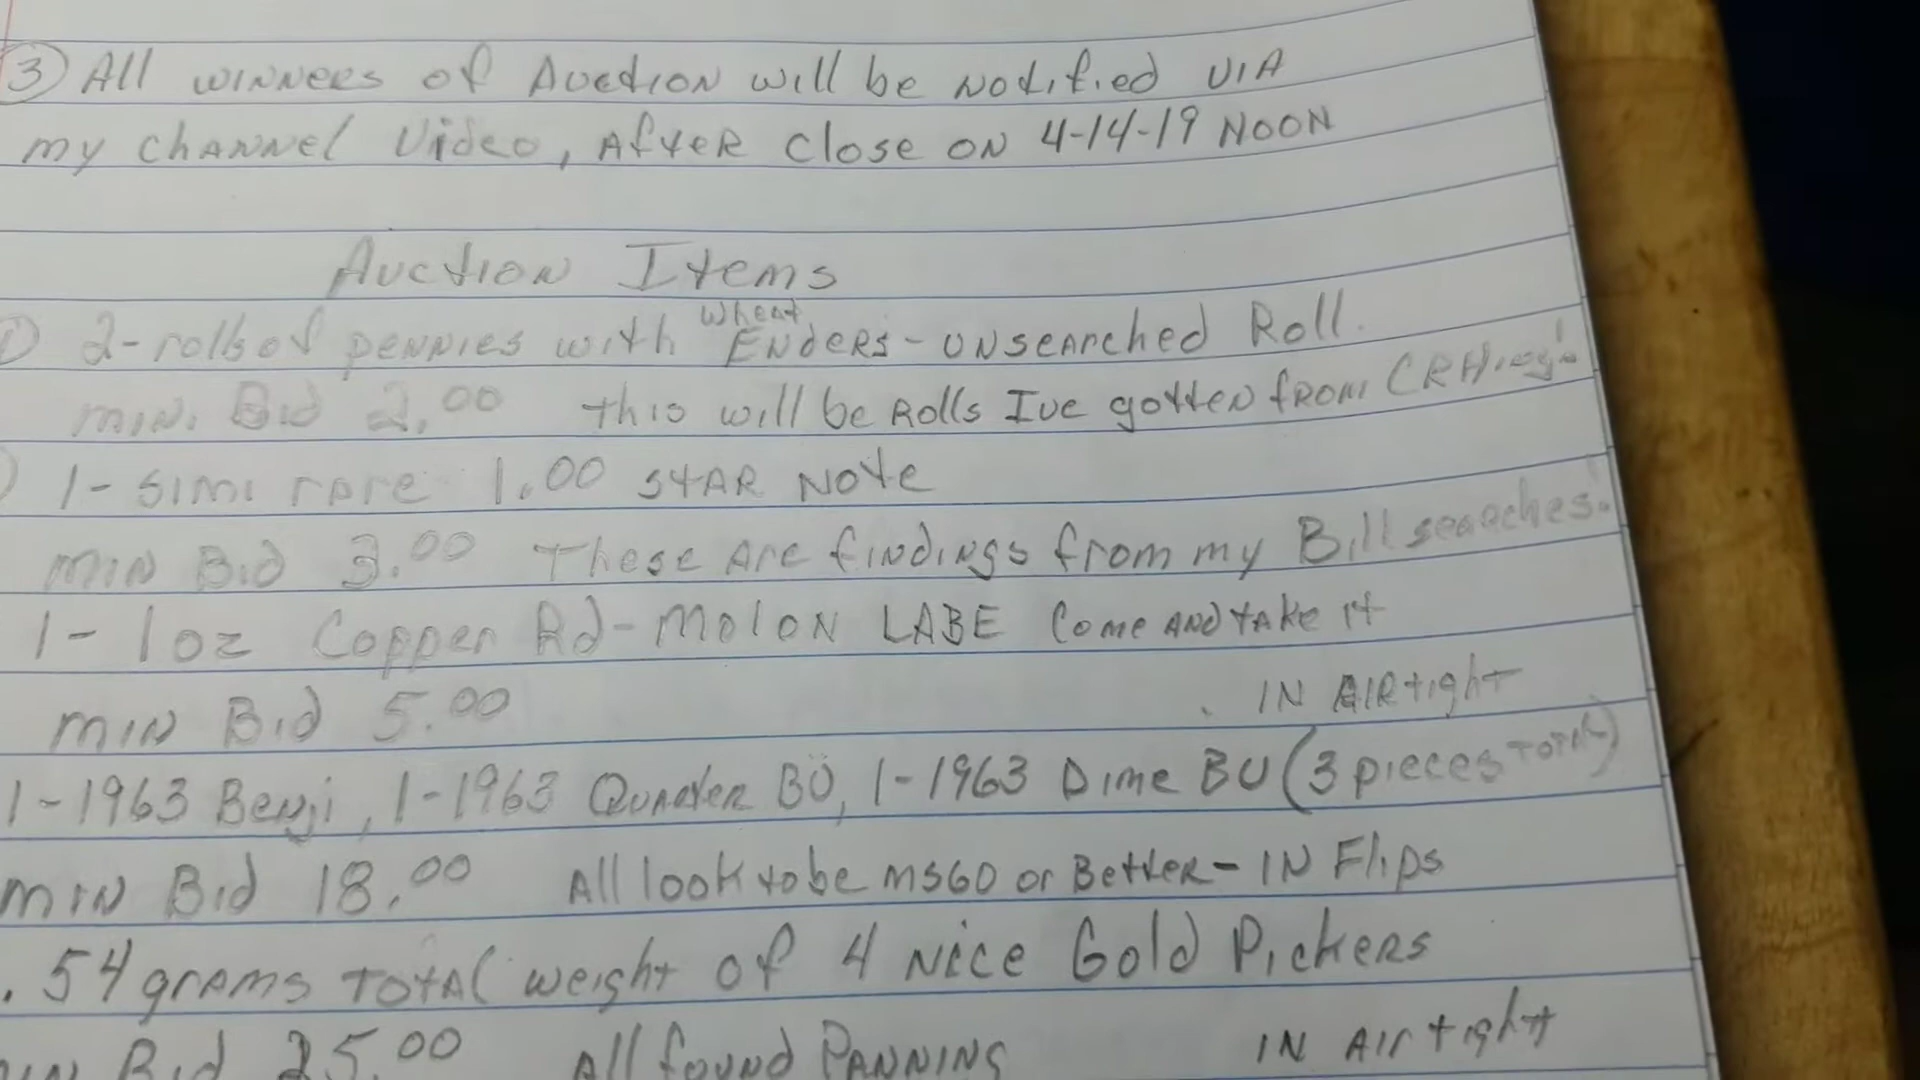 ③ All winners of Auction will be Notified VIA
my channel Video, After Close on 4-14-19 NOON
Auction Items
① 2-rolls of pennies with Wheat Enders - UNsearched Roll.
min. Bid 2.00 this will be Rolls Ive gotten from CRH
1- simi rare 1.00 STAR Note
min Bid 3.00 These Are findings from my Bill searches.
1- 1oz Copper Rd - Molon LABE Come AND take it
min Bid 5.00 IN AIRtight
1-1963 Benji, 1-1963 Quarter BU, 1-1963 Dime BU (3 pieces Total)
min Bid 18.00 All look to be MS60 or Better - IN Flips
.54 grams TOTAL weight of 4 Nice Gold Pickers
min Bid 25.00 All found PANNING IN AIrtight